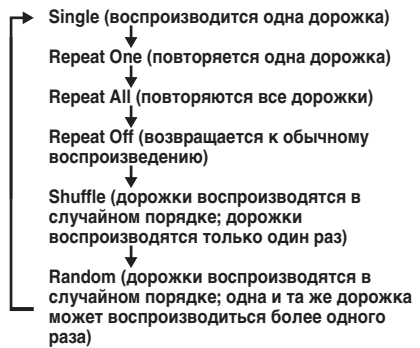 Single (воспроизводится одна дорожка)
Repeat One (повторяется одна дорожка)
Repeat All (повторяются все дорожки)
Repeat Off (возвращается к обычному
воспроизведению)
Shuffle (дорожки воспроизводятся в
случайном порядке; дорожки
воспроизводятся только один раз)
Random (дорожки воспроизводятся в
случайном порядке; одна и та же дорожка
может воспроизводиться более одного
раза)